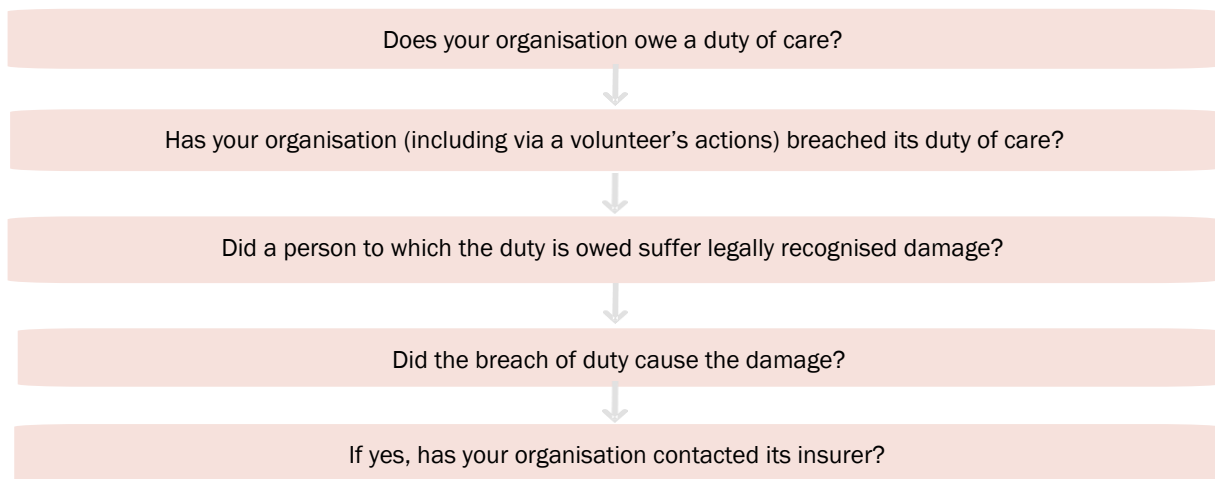 Does your organisation owe a duty of care?
Has your organisation (including via a volunteer’s actions) breached its duty of care?
Did a person to which the duty is owed suffer legally recognised damage?
Did the breach of duty cause the damage?
If yes, has your organisation contacted its insurer?